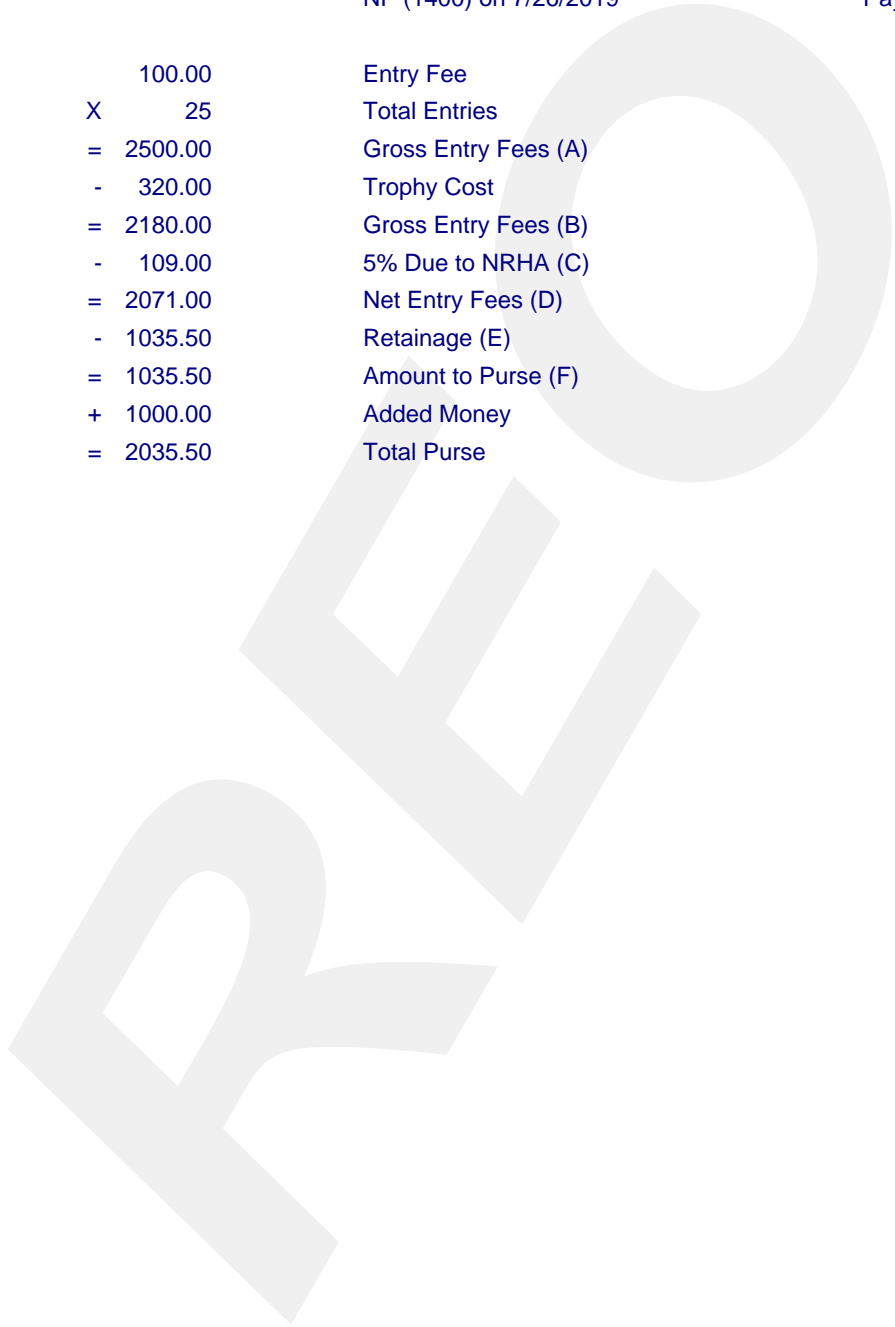 100.00 Entry Fee
X 25 Total Entries
= 2500.00 Gross Entry Fees (A)
- 320.00 Trophy Cost
= 2180.00 Gross Entry Fees (B)
- 109.00 5% Due to NRHA (C)
= 2071.00 Net Entry Fees (D)
- 1035.50 Retainage (E)
= 1035.50 Amount to Purse (F)
+ 1000.00 Added Money
= 2035.50 Total Purse
REO